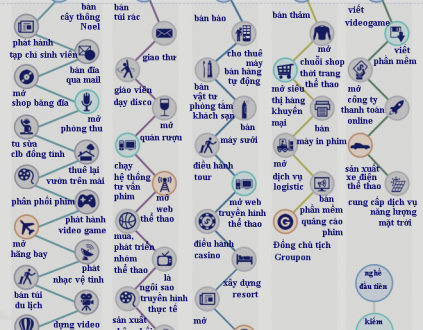 bán
cây thông
Noel
phát hành
tạp chí sinh viên
bán đĩa
qua mail
mở
shop băng đĩa
mở
phòng thu
tu sửa
clb đồng tính
thuê lại
vườn trên mái
phân phối phim
phát hành
video game
mở
hãng bay
phát
nhạc vệ tinh
bán túi
du lịch
dựng video
bán
túi rác
giao thư
giáo viên
dạy disco
mở
quán rượu
chạy
hệ thống
tư vấn
phim
mở
web
thể thao
mua,
phát triển
nhóm
thể thao
là
ngôi sao
truyền hình
thực tế
sản xuất
bán báo
cho thuê
máy
bán hàng
tự động
bán
vật tư
phòng tắm
khách sạn
bán
máy sưởi
điều hành
tour
mở web
truyền hình
thể thao
điều hành
casino
xây dựng
resort
mở
bán thảm
mở
chuỗi shop
thời trang
thể thao
mở siêu
thị hàng
khuyến
mại
bán
máy in phim
mở
dịch vụ
logistic
bán
phần mềm
quảng cáo
phim
Đồng chủ tịch
Groupon
viết
videogame
viết
phần mềm
mở
công ty
thanh toán
online
sản xuất
xe điện
thể thao
cung cấp dịch vụ
năng lượng
mặt trời
nghề
đầu tiên
kiếm